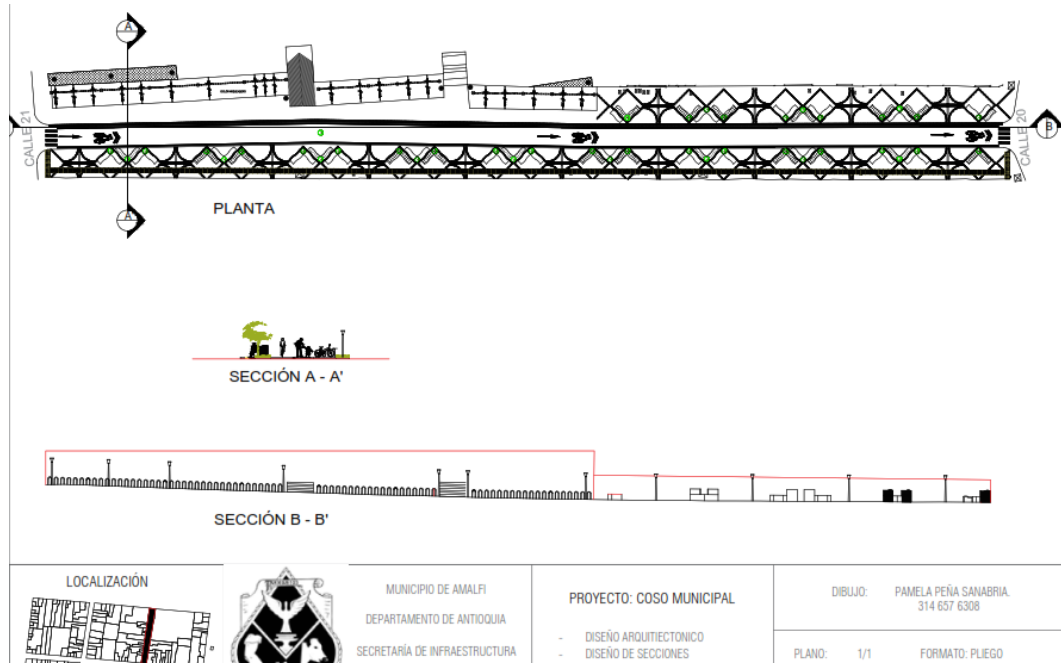 A
CALLE 21
CALLE 20
B
A'
PLANTA
SECCIÓN A - A'
SECCIÓN B - B'
LOCALIZACIÓN
MUNICIPIO DE AMALFI
DEPARTAMENTO DE ANTIOQUIA
SECRETARÍA DE INFRAESTRUCTURA
PROYECTO: COSO MUNICIPAL
- DISEÑO ARQUITECTONICO
- DISEÑO DE SECCIONES
DIBUJO: PAMELA PEÑA SANABRIA.
314 657 6308
PLANO: 1/1 FORMATO: PLIEGO